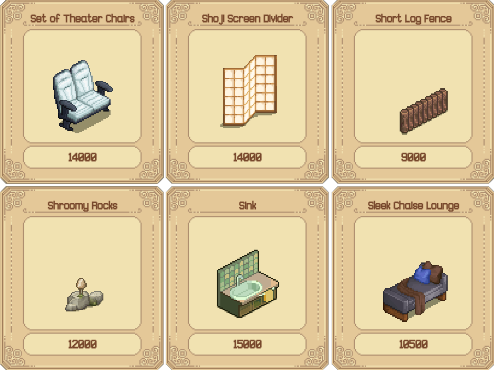 Set of Theater Chairs
Shoji Screen Divider
Short Log Fence
14000
14000
9000
Shroomy Rocks
Sink
Sleek Chaise Lounge
12000
15000
10500